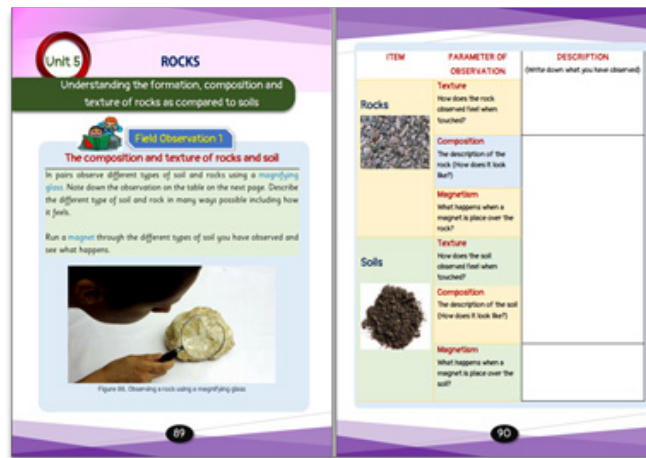 Unit 5
ROCKS
Understanding the formation, composition and
texture of rocks as compared to soils
Field Observation 1
The composition and texture of rocks and soil
In pairs observe different types of soil and rocks using a magnifying
glass. Note down the observation on the table on the next page. Describe
the different type of soil and rock in many ways possible including how
it feels.
Run a magnet through the different types of soil you have observed and
see what happens.
Figure 88. Observing a rock using a magnifying glass
89
ITEM
PARAMETER OF
OBSERVATION
DESCRIPTION
(Write down what you have observed)
Rocks
Texture
How does the rock
observed feel when
touched?
Composition
The description of the
rock (How does it look
like?)
Magnetism
What happens when a
magnet is place over the
rock?
Soils
Texture
How does the soil
observed feel when
touched?
Composition
The description of the soil
(How does it look like?)
Magnetism
What happens when a
magnet is place over the
soil?
90